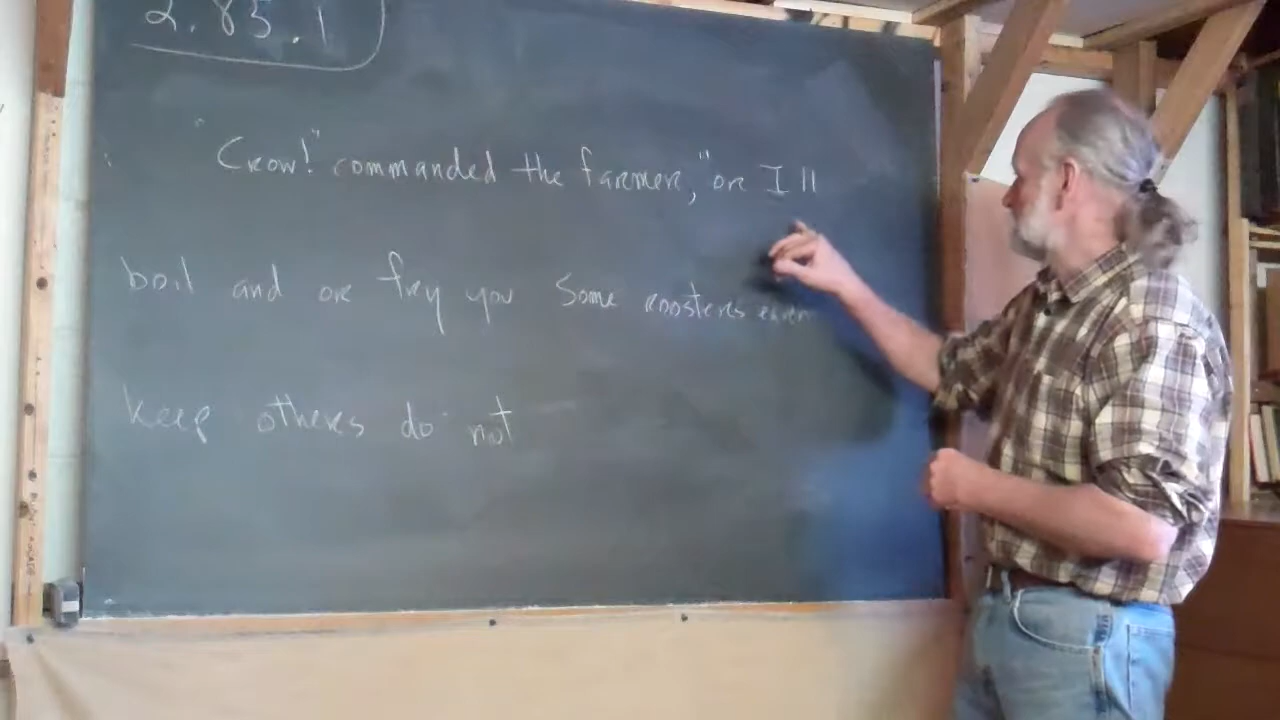 2.85.1
"Crow!" commanded the farmer, "or I ll
boil and or fry you Some roosters even
keep others do not